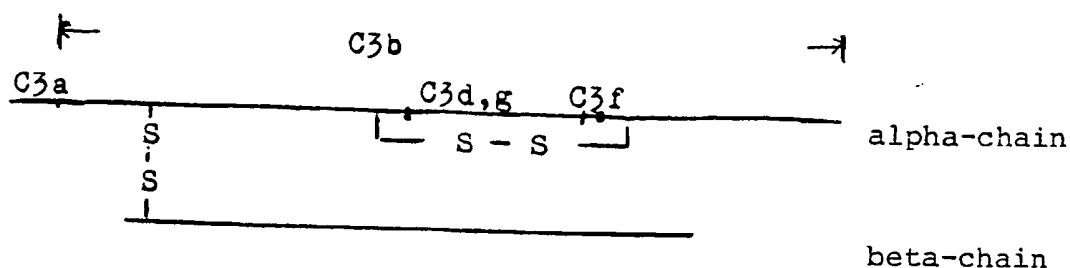 C3b
C3a
C3d,g C3f
S - S
alpha-chain
S
S
beta-chain